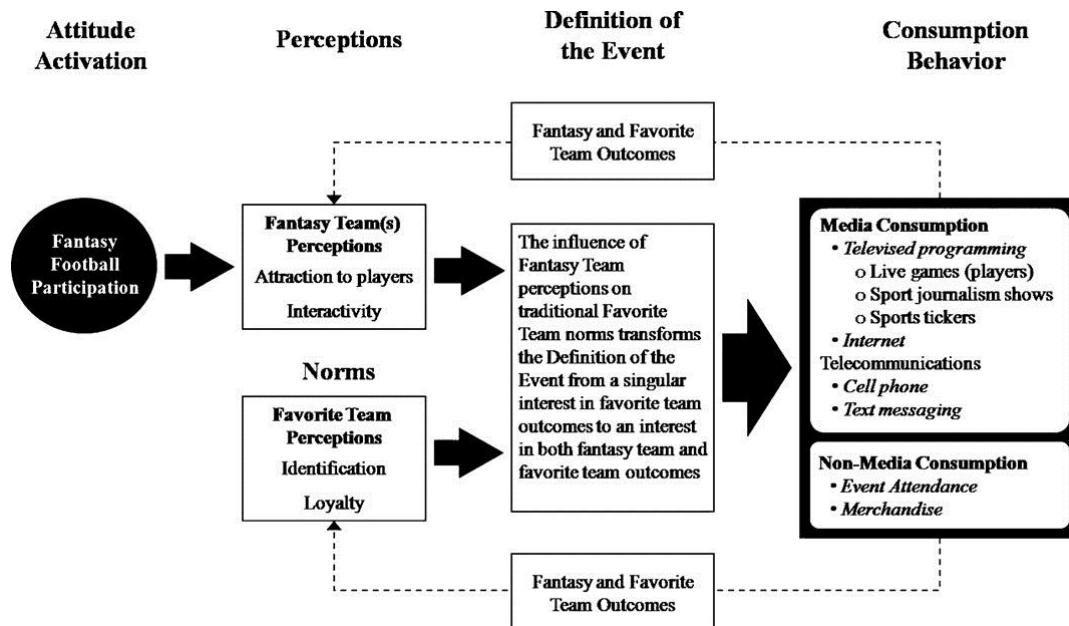 Attitude
Activation
Perceptions
Definition of
the Event
Consumption
Behavior
Fantasy and Favorite
Team Outcomes
Fantasy
Football
Participation
Fantasy Team(s)
Perceptions
Attraction to players
Interactivity
Norms
Favorite Team
Perceptions
Identification
Loyalty
The influence of
Fantasy Team
perceptions on
traditional Favorite
Team norms transforms
the Definition of the
Event from a singular
interest in favorite team
outcomes to an interest
in both fantasy team and
favorite team outcomes
Media Consumption
• Televised programming
o Live games (players)
o Sport journalism shows
o Sports tickers
• Internet
Telecommunications
• Cell phone
• Text messaging
Non-Media Consumption
• Event Attendance
• Merchandise
Fantasy and Favorite
Team Outcomes